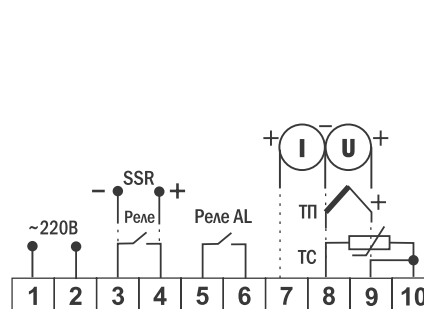 + − +
I U
SSR
− +
Реле
Реле AL
ТП
+
~220В
ТС
1 2 3 4 5 6 7 8 9 10